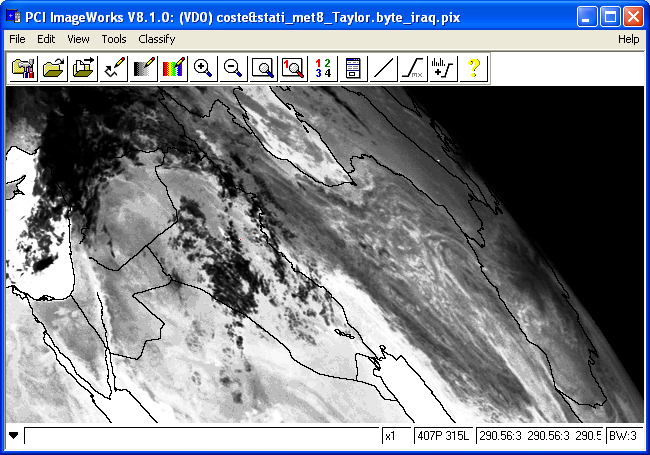 PCI ImageWorks V8.1.0: (VDO) coste&stati_met8_Taylor.byte_iraq.pix
File Edit View Tools Classify Help
1 2
3 4
mx
?
x1 407P 315L 290.56:3 290.56:3 290.5 BW:3